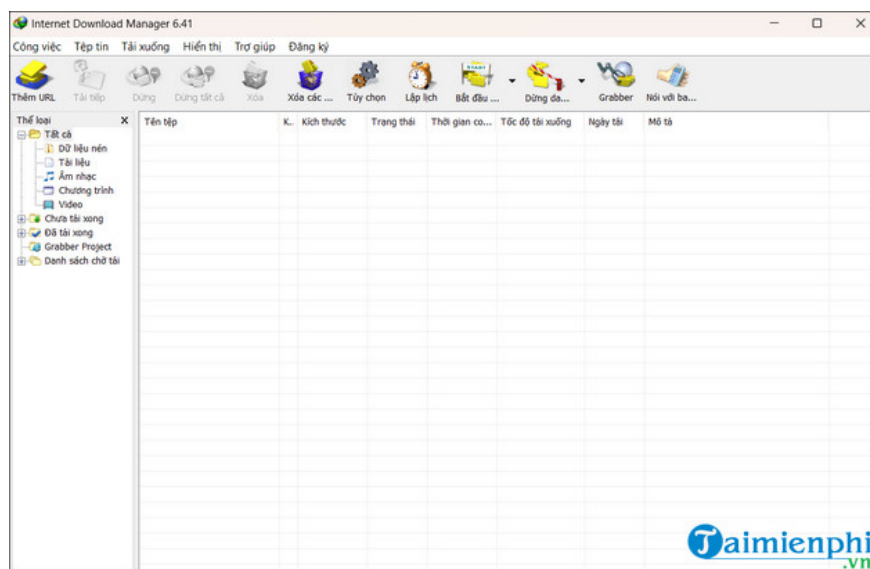 Internet Download Manager 6.41
Công việc Tệp tin Tải xuống Hiển thị Trợ giúp Đăng ký
Thêm URL Tải tiếp Dừng Dừng tất cả Xóa Xóa các ... Tùy chọn Lập lịch Bắt đầu ... Dừng da... Grabber Nói với ba...
Thể loại X
Tên tệp K.. Kích thước Trạng thái Thời gian co... Tốc độ tải xuống Ngày tải Mô tả
Tất cả
Dữ liệu nén
Tài liệu
Âm nhạc
Chương trình
Video
Chưa tải xong
Đã tải xong
Grabber Project
Danh sách chờ tải
START
Taimienphi
.vn